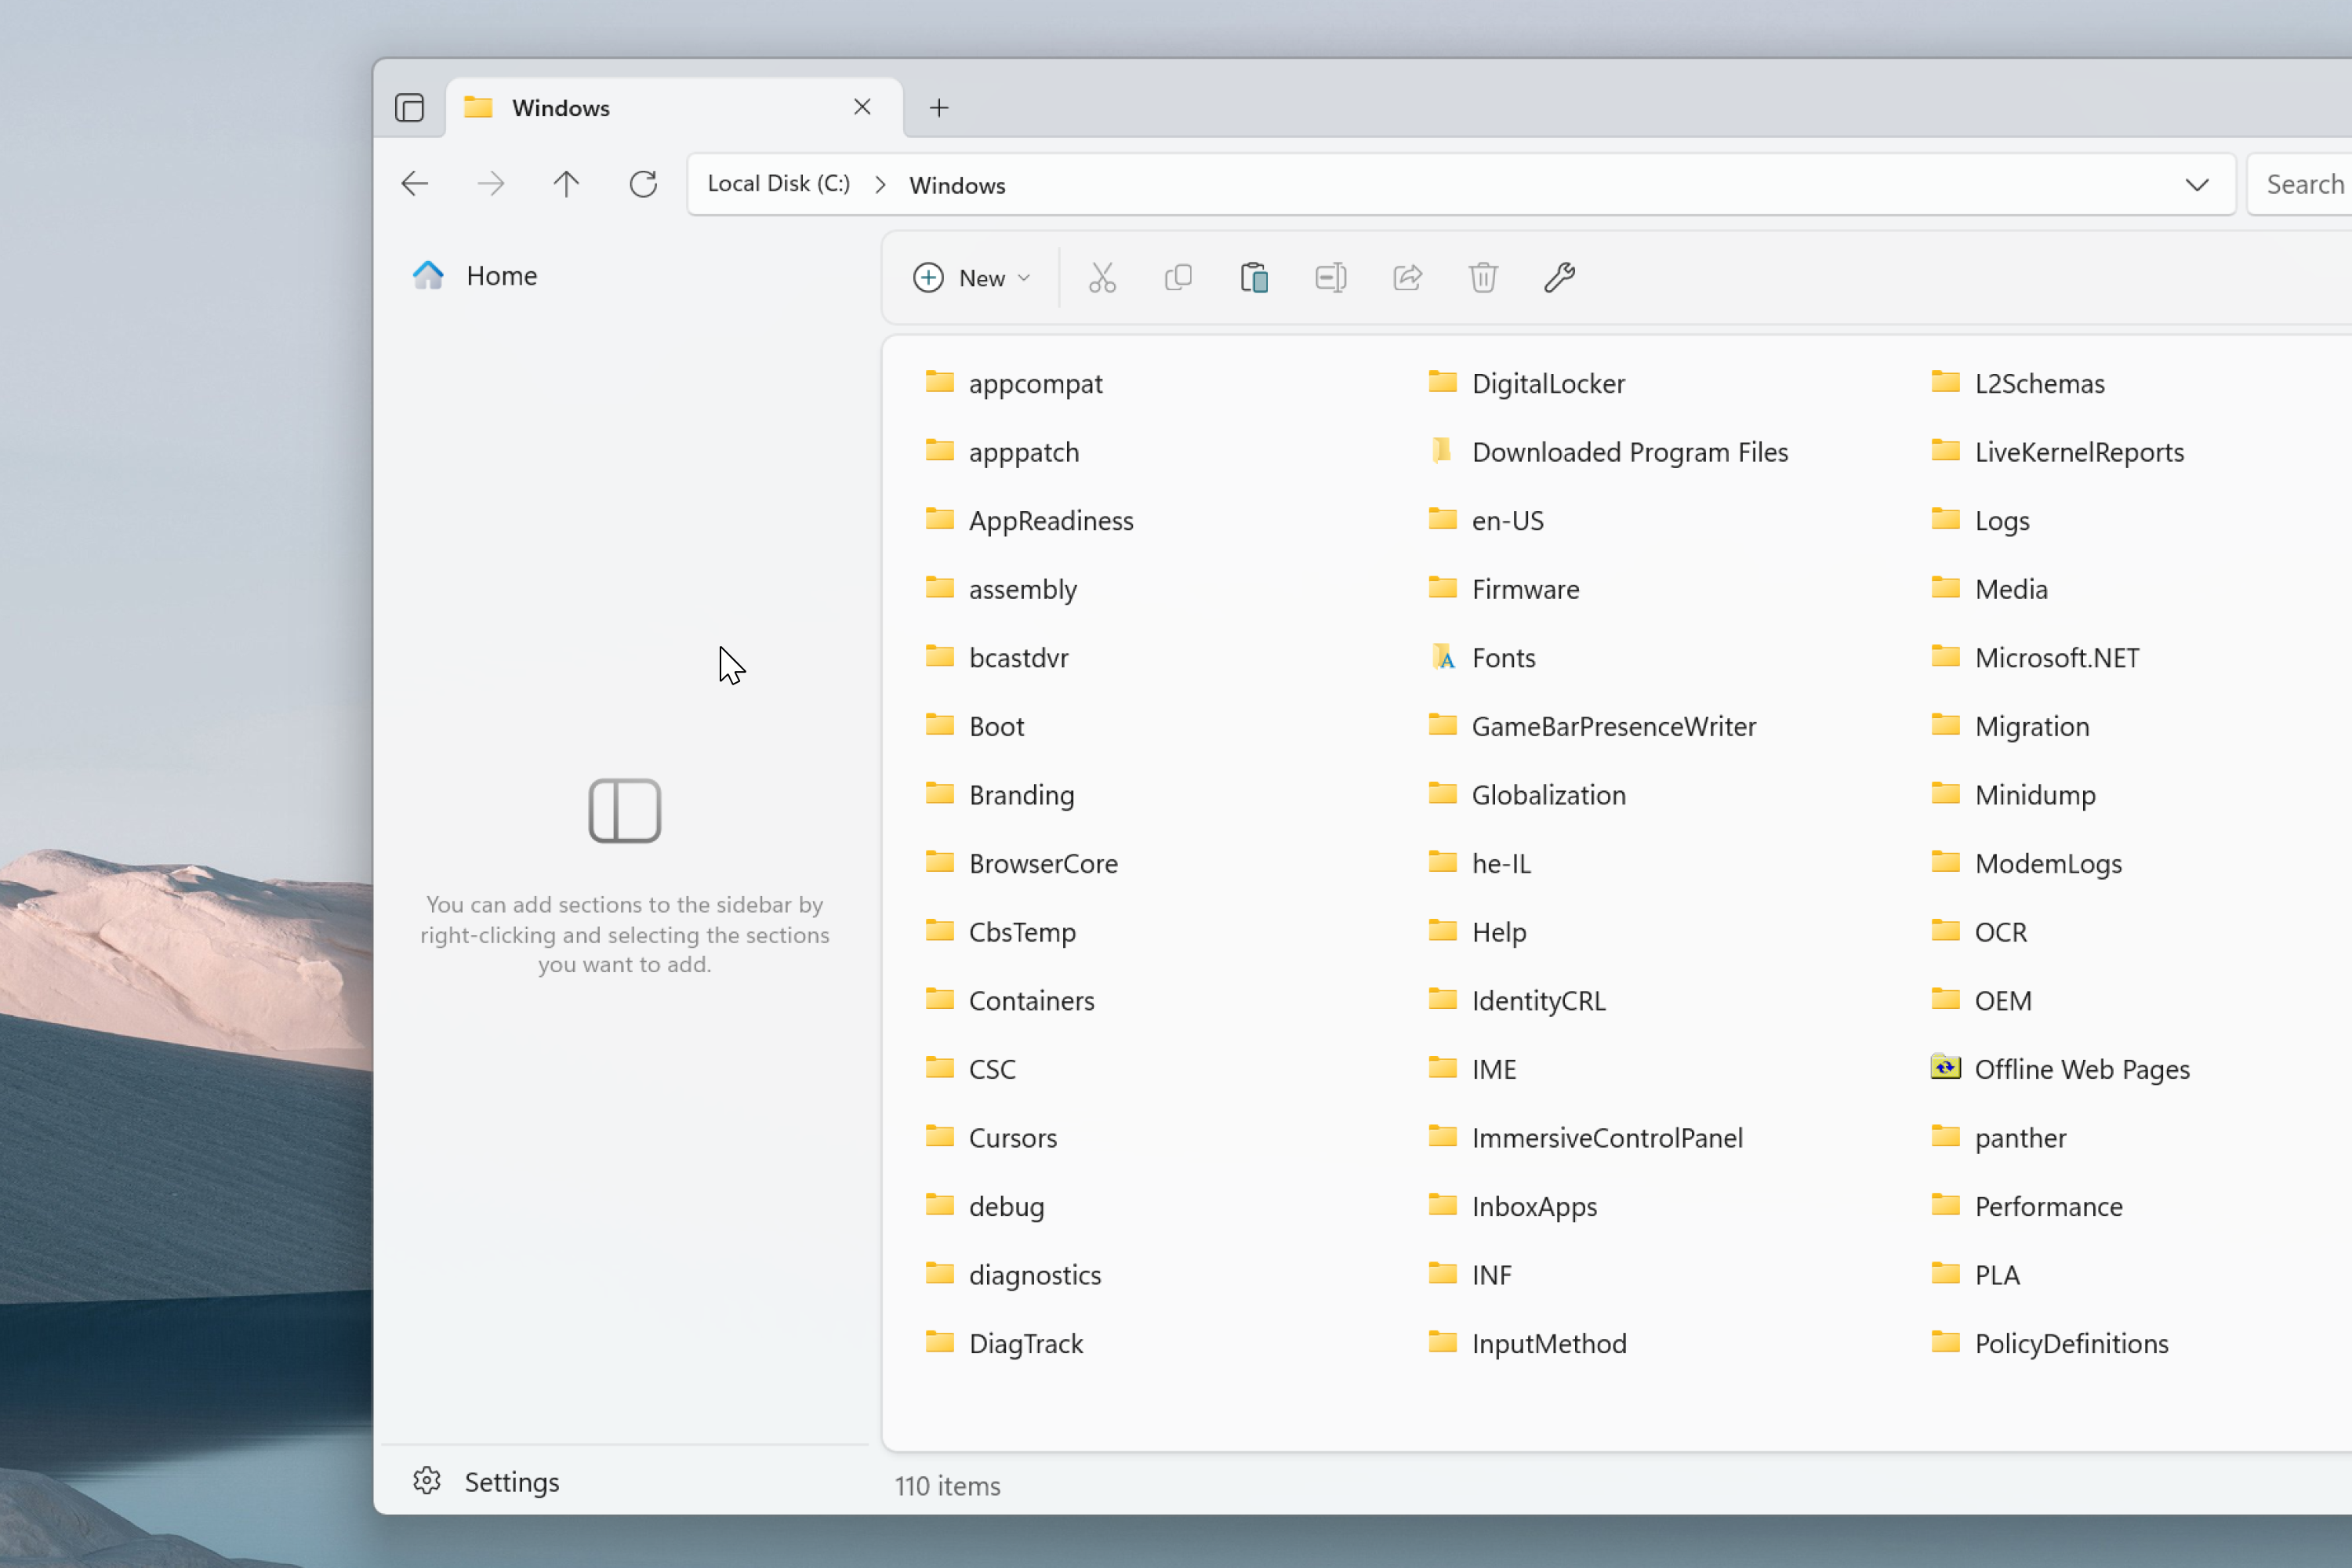 Windows
Local Disk (C:) Windows
Search
Home
New
appcompat
apppatch
AppReadiness
assembly
bcastdvr
Boot
Branding
BrowserCore
CbsTemp
Containers
CSC
Cursors
debug
diagnostics
DiagTrack
DigitalLocker
Downloaded Program Files
en-US
Firmware
Fonts
GameBarPresenceWriter
Globalization
he-IL
Help
IdentityCRL
IME
ImmersiveControlPanel
InboxApps
INF
InputMethod
L2Schemas
LiveKernelReports
Logs
Media
Microsoft.NET
Migration
Minidump
ModemLogs
OCR
OEM
Offline Web Pages
panther
Performance
PLA
PolicyDefinitions
You can add sections to the sidebar by
right-clicking and selecting the sections
you want to add.
Settings
110 items